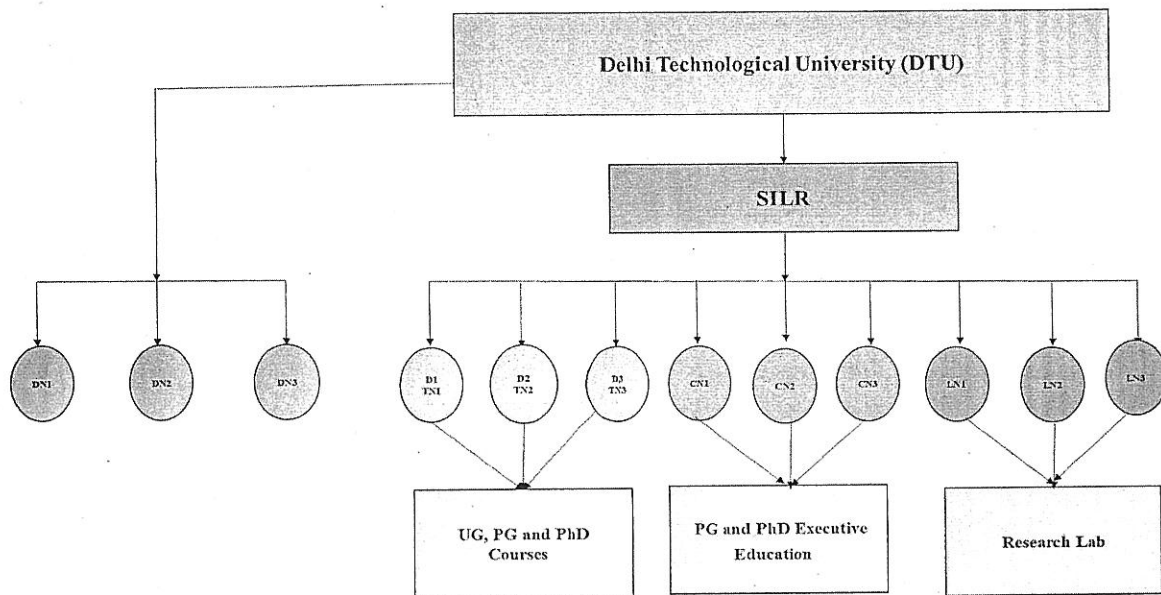 Delhi Technological University (DTU)
SILR
DN1
DN2
DN3
D1
TN1
D2
TN2
D3
TN3
CN1
CN2
CN3
LN1
LN2
LN3
UG, PG and PhD
Courses
PG and PhD Executive
Education
Research Lab